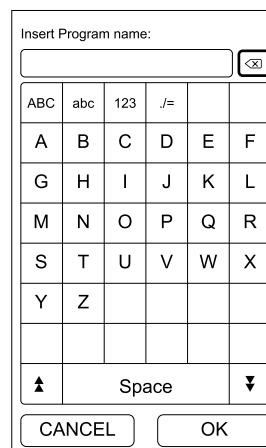 Insert Program name:
ABC abc 123 ./=
A B C D E F
G H I J K L
M N O P Q R
S T U V W X
Y Z
Space
CANCEL OK